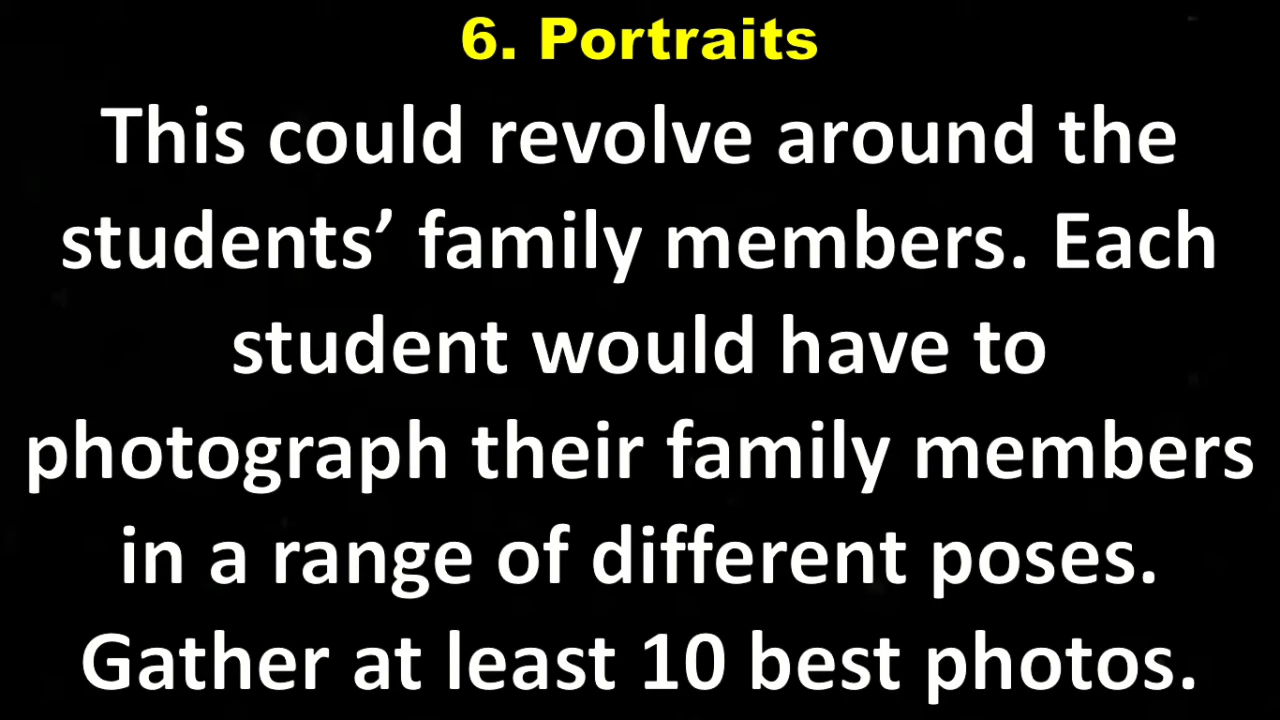 6. Portraits
This could revolve around the
students’ family members. Each
student would have to
photograph their family members
in a range of different poses.
Gather at least 10 best photos.